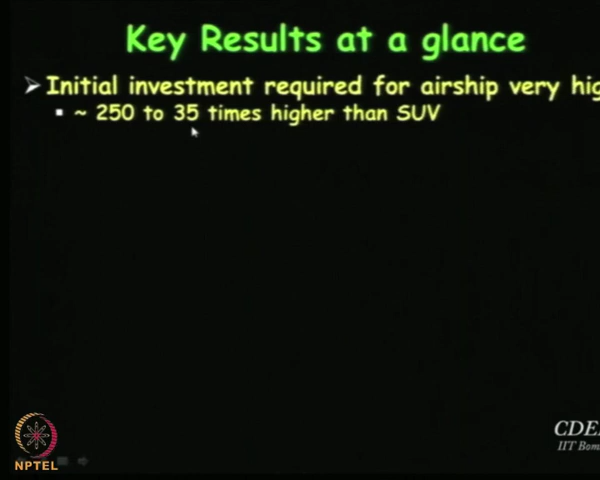 Key Results at a glance
Initial investment required for airship very hig
~ 250 to 35 times higher than SUV
CDE
IIT Bom
NPTEL